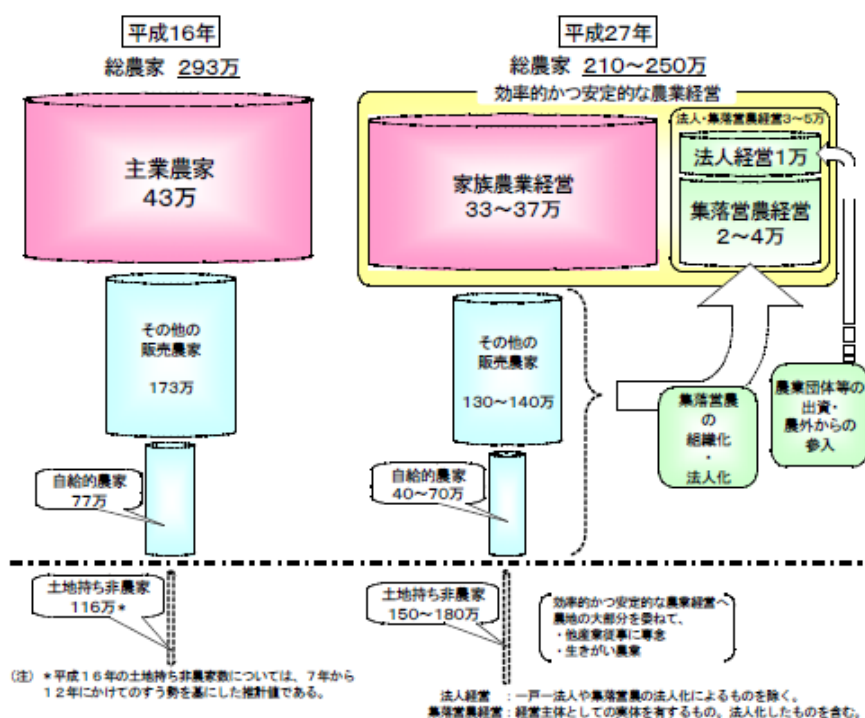 平成16年
総農家 293万
主業農家
43万
その他の
販売農家
173万
自給的農家
77万
土地持ち非農家
116万*
平成27年
総農家 210～250万
効率的かつ安定的な農業経営
家族農業経営
33～37万
法人・集落営農経営3～5万
法人経営1万
集落営農経営
2～4万
その他の
販売農家
130～140万
自給的農家
40～70万
集落営農
の
組織化
・
法人化
農業団体等の
出資・
農外からの
参入
土地持ち非農家
150～180万
効率的かつ安定的な農業経営へ
農地の大部分を委ねて、
・他産業従事に専念
・生きがい農業
(注) *平成16年の土地持ち非農家数については、7年から
12年にかけてのすう勢を基にした推計値である。
法人経営 :一戸一法人や集落営農の法人化によるものを除く。
集落営農経営:経営主体としての実体を有するもの。法人化したものを含む。